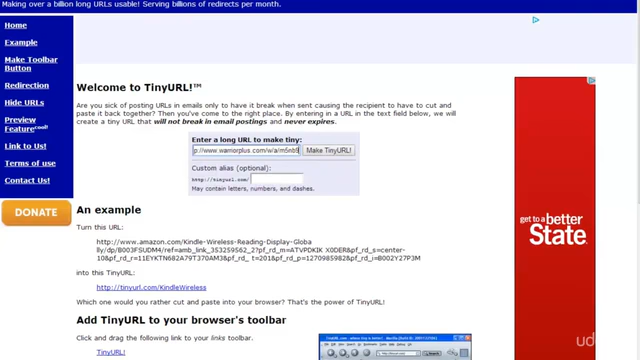 Making over a billion long URLs usable! Serving billions of redirects per month.
Home
Example
Make Toolbar
Button
Redirection
Hide URLs
Preview
Feature cool!
Link to Us!
Terms of use
Contact Us!
DONATE
Welcome to TinyURL!™
Are you sick of posting URLs in emails only to have it break when sent causing the recipient to have to cut and
paste it back together? Then you've come to the right place. By entering in a URL in the text field below, we
will create a tiny URL that will not break in email postings and never expires.
Enter a long URL to make tiny:
p://www.warriorplus.com/w/a/m5nb9 Make TinyURL!
Custom alias (optional):
http://tinyurl.com/
May contain letters, numbers, and dashes.
An example
Turn this URL:
http://www.amazon.com/Kindle-Wireless-Reading-Display-Globa
lly/dp/B003FSUDM4/ref=amb_link_353259562_2?pf_rd_m=ATVPDKIK X0DER&pf_rd_s=center-
10&pf_rd_r=11EYKTN682A79T370AM3&pf_rd_ t=201&pf_rd_p=1270985982&pf_rd_i=B002Y27P3M
into this TinyURL:
http://tinyurl.com/KindleWireless
Which one would you rather cut and paste into your browser? That's the power of TinyURL!
Add TinyURL to your browser's toolbar
Click and drag the following link to your links toolbar.
TinyURL!
get to a better
State.
ud